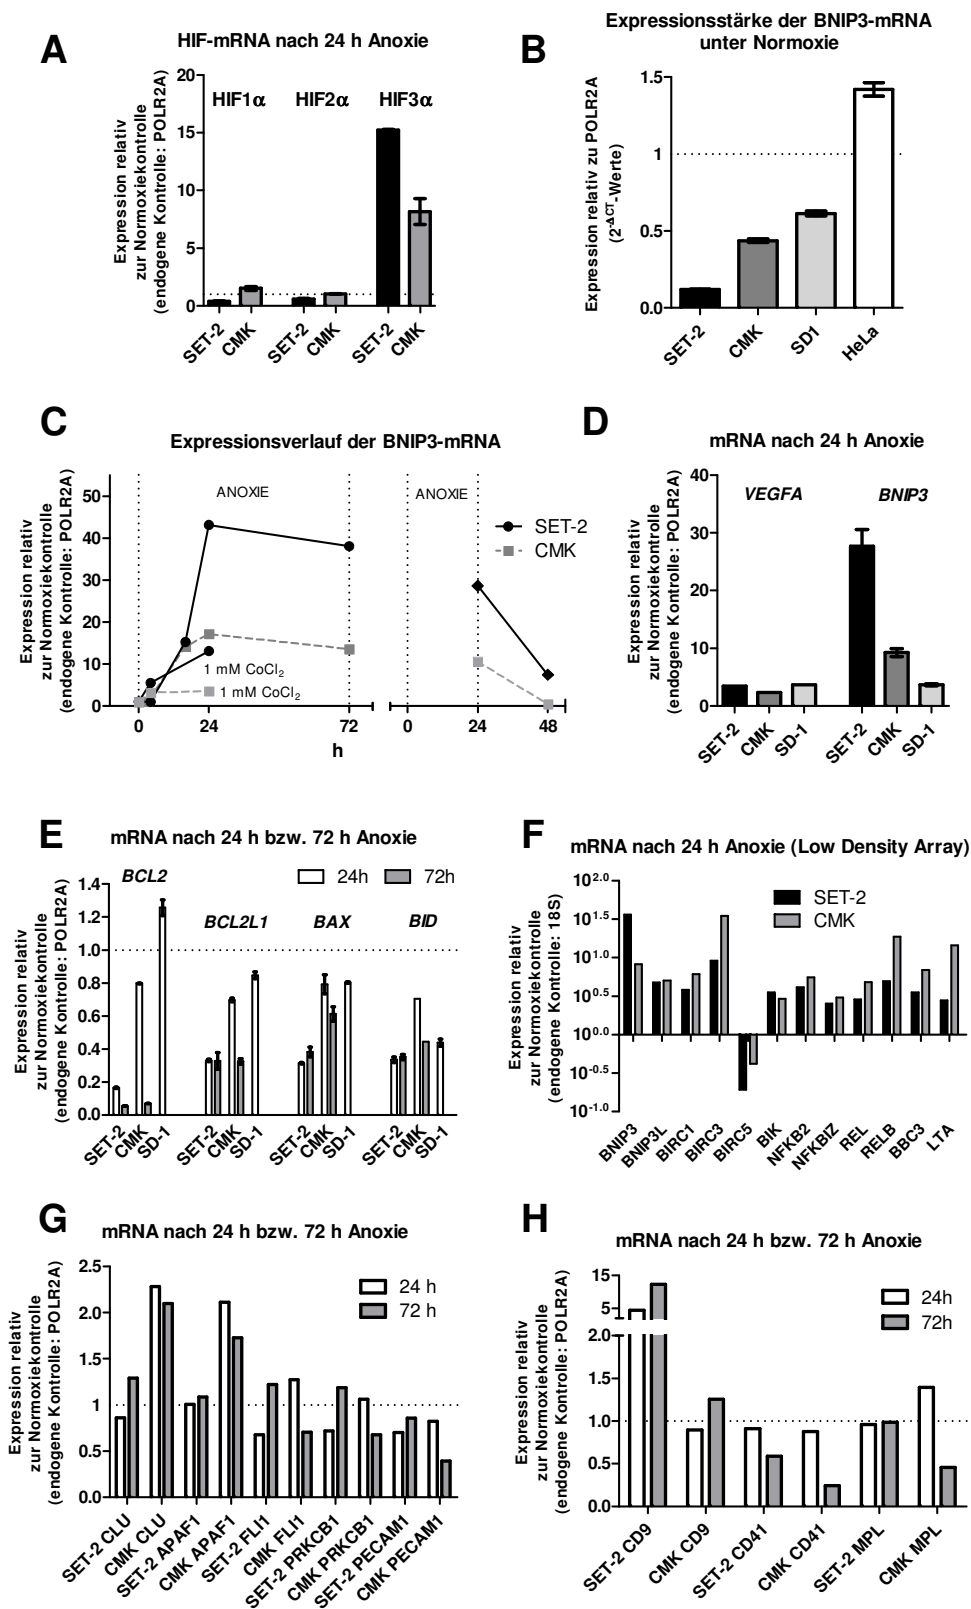 A
HIF-mRNA nach 24 h Anoxie
Expression relativ
zur Normoxiekontrolle
(endogene Kontrolle: POLR2A)
20
15
10
5
0
HIF1α HIF2α HIF3α
SET-2 CMK SET-2 CMK SET-2 CMK
B
Expressionsstärke der BNIP3-mRNA
unter Normoxie
Expression relativ zu POLR2A
(2^-ΔCT-Werte)
1.5
1
0.5
0.0
SET-2 CMK SD1 HeLa
C
Expressionsverlauf der BNIP3-mRNA
Expression relativ
zur Normoxiekontrolle
(endogene Kontrolle: POLR2A)
50
40
30
20
10
0
ANOXIE ANOXIE
SET-2
CMK
1 mM CoCl₂
1 mM CoCl₂
0 24 72 0 24 48
h
D
mRNA nach 24 h Anoxie
Expression relativ
zur Normoxiekontrolle
(endogene Kontrolle: POLR2A)
40
30
20
10
0
VEGFA BNIP3
SET-2 CMK SD-1 SET-2 CMK SD-1
E
mRNA nach 24 h bzw. 72 h Anoxie
Expression relativ
zur Normoxiekontrolle
(endogene Kontrolle: POLR2A)
1.4
1.2
1.0
0.8
0.6
0.4
0.2
0.0
24h 72h
BCL2 BCL2L1 BAX BID
SET-2 CMK SD-1 SET-2 CMK SD-1 SET-2 CMK SD-1 SET-2 CMK SD-1
F
mRNA nach 24 h Anoxie (Low Density Array)
Expression relativ
zur Normoxiekontrolle
(endogene Kontrolle: 18S)
10^2.0
10^1.5
10^1.0
10^0.5
10^0.0
10^-0.5
10^-1.0
SET-2
CMK
BNIP3 BNIP3L BIRC1 BIRC3 BIRC5 BIK NFKB2 NFKBIZ REL RELB BBC3 LTA
G
mRNA nach 24 h bzw. 72 h Anoxie
Expression relativ
zur Normoxiekontrolle
(endogene Kontrolle: POLR2A)
2.5
2.0
1.5
1
0.5
0.0
24 h
72 h
SET-2 CLU CMK CLU SET-2 APAF1 CMK APAF1 SET-2 FLI1 CMK FLI1 SET-2 PRKCB1 CMK PRKCB1 SET-2 PECAM1 CMK PECAM1
H
mRNA nach 24 h bzw. 72 h Anoxie
Expression relativ
zur Normoxiekontrolle
(endogene Kontrolle: POLR2A)
15
5
2.0
1.5
1.0
0.5
0.0
24h
72h
SET-2 CD9 CMK CD9 SET-2 CD41 CMK CD41 SET-2 MPL CMK MPL